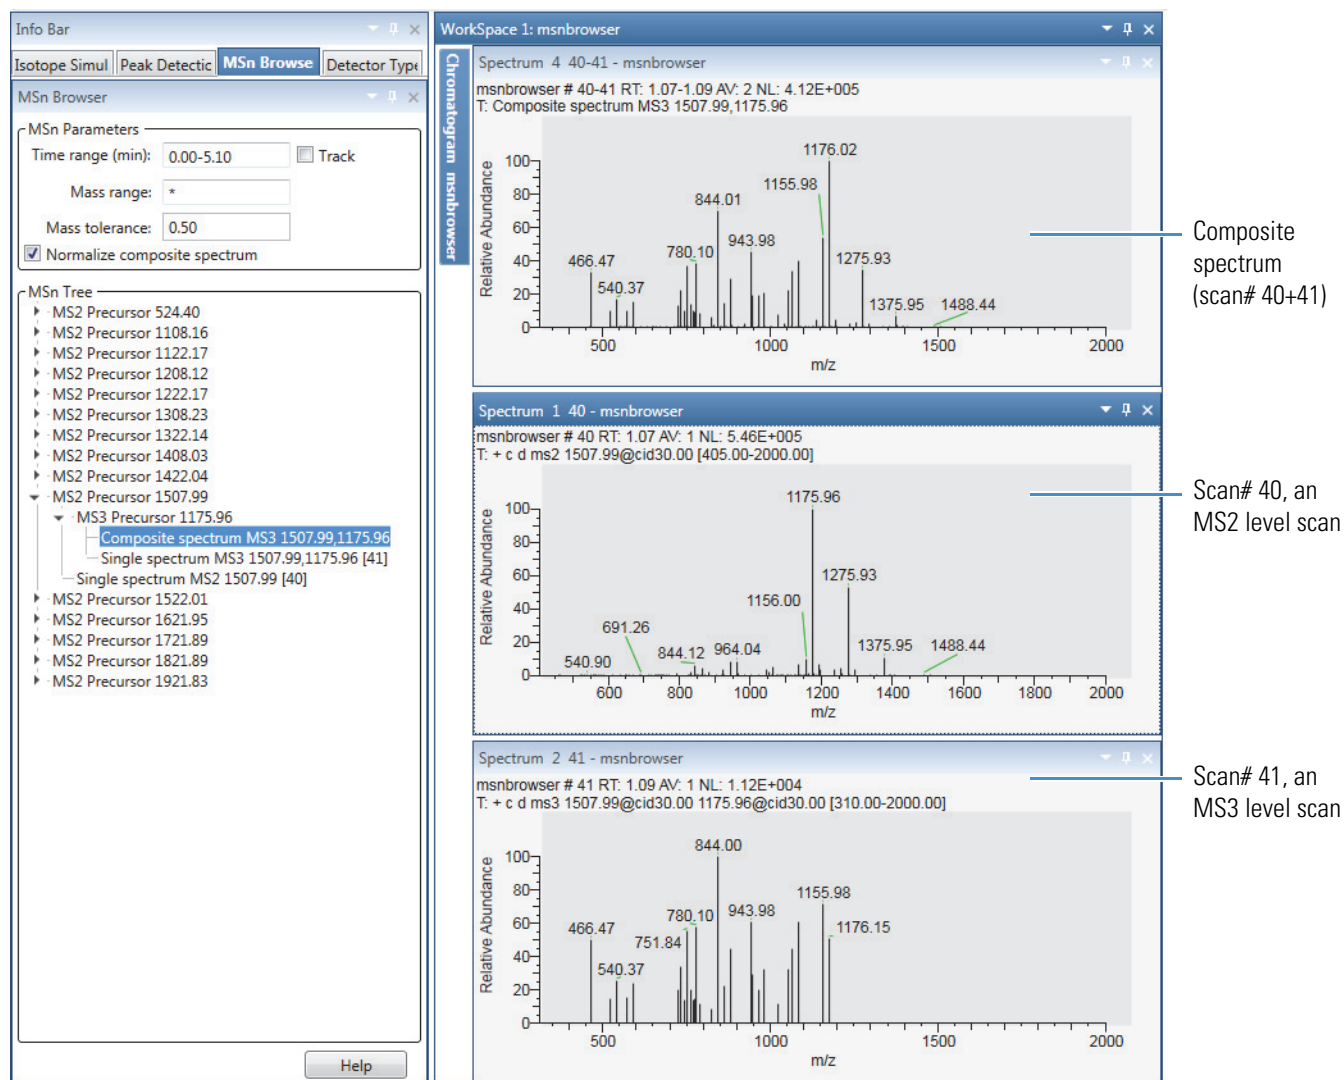 Info Bar
Isotope Simul Peak Detectic MSn Browse Detector Type
MSn Browser
MSn Parameters
Time range (min): 0.00-5.10 Track
Mass range: *
Mass tolerance: 0.50
Normalize composite spectrum
MSn Tree
MS2 Precursor 524.40
MS2 Precursor 1108.16
MS2 Precursor 1122.17
MS2 Precursor 1208.12
MS2 Precursor 1222.17
MS2 Precursor 1308.23
MS2 Precursor 1322.14
MS2 Precursor 1408.03
MS2 Precursor 1422.04
MS2 Precursor 1507.99
MS3 Precursor 1175.96
Composite spectrum MS3 1507.99,1175.96
Single spectrum MS3 1507.99,1175.96 [41]
Single spectrum MS2 1507.99 [40]
MS2 Precursor 1522.01
MS2 Precursor 1621.95
MS2 Precursor 1721.89
MS2 Precursor 1821.89
MS2 Precursor 1921.83
Help
WorkSpace 1: msnbrowser
Chromatogram msnbrowser
Spectrum 4 40-41 - msnbrowser
msnbrowser # 40-41 RT: 1.07-1.09 AV: 2 NL: 4.12E+005
T: Composite spectrum MS3 1507.99,1175.96
Relative Abundance
100
80
60
40
20
0
1176.02
1155.98
844.01
943.98
780.10
1275.93
466.47
540.37
1375.95
1488.44
500 1000 1500 2000
m/z
Composite
spectrum
(scan# 40+41)
Spectrum 1 40 - msnbrowser
msnbrowser # 40 RT: 1.07 AV: 1 NL: 5.46E+005
T: + c d ms2 1507.99@cid30.00 [405.00-2000.00]
Relative Abundance
100
80
60
40
20
0
1175.96
1275.93
1156.00
691.26
844.12
964.04
1375.95
1488.44
540.90
600 800 1000 1200 1400 1600 1800 2000
m/z
Scan# 40, an
MS2 level scan
Spectrum 2 41 - msnbrowser
msnbrowser # 41 RT: 1.09 AV: 1 NL: 1.12E+004
T: + c d ms3 1507.99@cid30.00 1175.96@cid30.00 [310.00-2000.00]
Relative Abundance
100
80
60
40
20
0
844.00
1155.98
780.10
943.98
466.47
751.84
1176.15
540.37
500 1000 1500 2000
m/z
Scan# 41, an
MS3 level scan